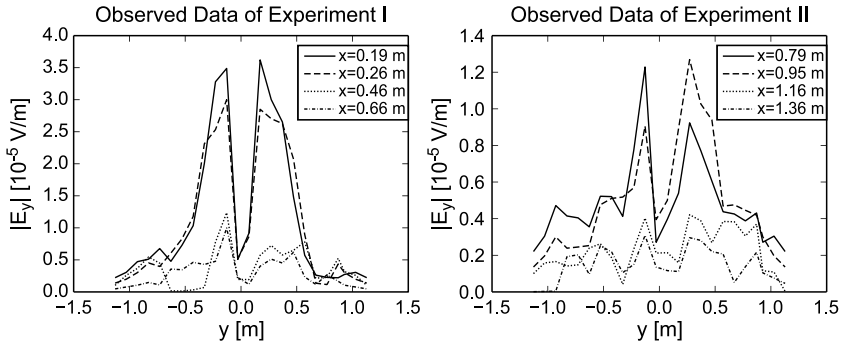 Observed Data of Experiment I
|E_y| [10^-5 V/m]
4.0
3.5
3.0
2.5
2.0
1.5
1.0
0.5
0.0
x=0.19 m
x=0.26 m
x=0.46 m
x=0.66 m
-1.5 -1.0 -0.5 0.0 0.5 1.0 1.5
y [m]
Observed Data of Experiment II
|E_y| [10^-5 V/m]
1.4
1.2
1.0
0.8
0.6
0.4
0.2
0.0
x=0.79 m
x=0.95 m
x=1.16 m
x=1.36 m
-1.5 -1.0 -0.5 0.0 0.5 1.0 1.5
y [m]